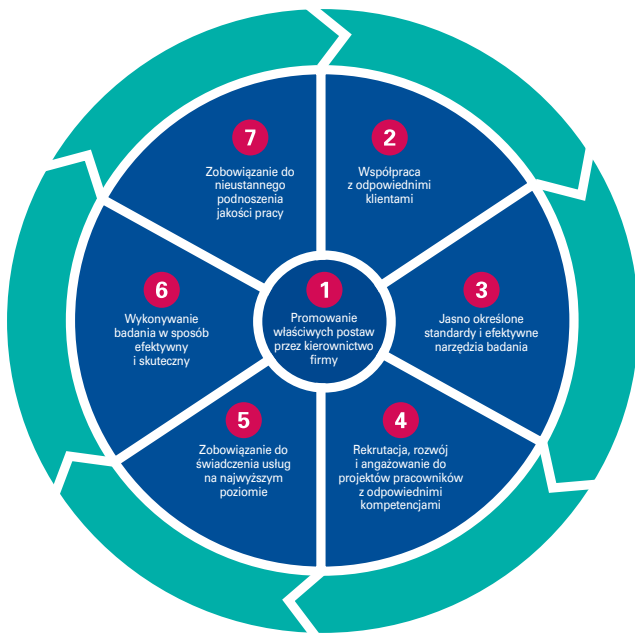 1
Promowanie
właściwych postaw
przez kierownictwo
firmy
2
Współpraca
z odpowiednimi
klientami
3
Jasno określone
standardy i efektywne
narzędzia badania
4
Rekrutacja, rozwój
i angażowanie do
projektów pracowników
z odpowiednimi
kompetencjami
5
Zobowiązanie do
świadczenia usług
na najwyższym
poziomie
6
Wykonywanie
badania w sposób
efektywny
i skuteczny
7
Zobowiązanie do
nieustannego
podnoszenia
jakości pracy